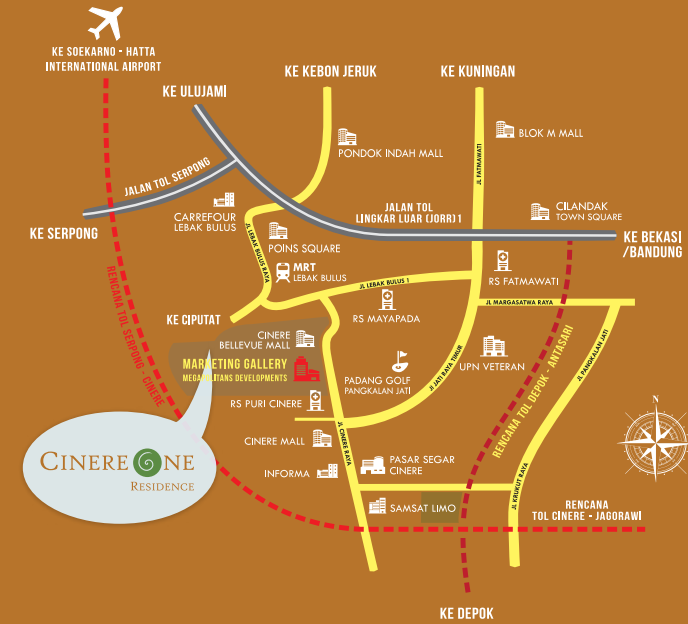 KE SOEKARNO - HATTA
INTERNATIONAL AIRPORT
KE ULUJAMI
KE KEBON JERUK
KE KUNINGAN
BLOK M MALL
PONDOK INDAH MALL
JL FATMAWATI
JALAN TOL SERPONG
CARREFOUR
LEBAK BULUS
JALAN TOL
LINGKAR LUAR (JORR)1
CILANDAK
TOWN SQUARE
KE SERPONG
KE BEKASI
/BANDUNG
POINS SQUARE
JL LEBAK BULUS RAYA
MRT
LEBAK BULUS
RS FATMAWATI
JL LEBAK BULUS 1
JL MARGASATWA RAYA
RENCANA TOL SERPONG - CINERE
KE CIPUTAT
RS MAYAPADA
CINERE
BELLEVUE MALL
MARKETING GALLERY
MEGAPOLITANS DEVELOPMENTS
PADANG GOLF
PANGKALAN JATI
JL JATI RAYA TIMUR
UPN VETERAN
RENCANA TOL DEPOK - ANTASARI
JL PANGKALAN JATI
RS PURI CINERE
CINERE MALL
JL CINERE RAYA
N
CINERE ONE
RESIDENCE
INFORMA
PASAR SEGAR
CINERE
JL KRUKUT RAYA
SAMSAT LIMO
RENCANA
TOL CINERE - JAGORAWI
KE DEPOK